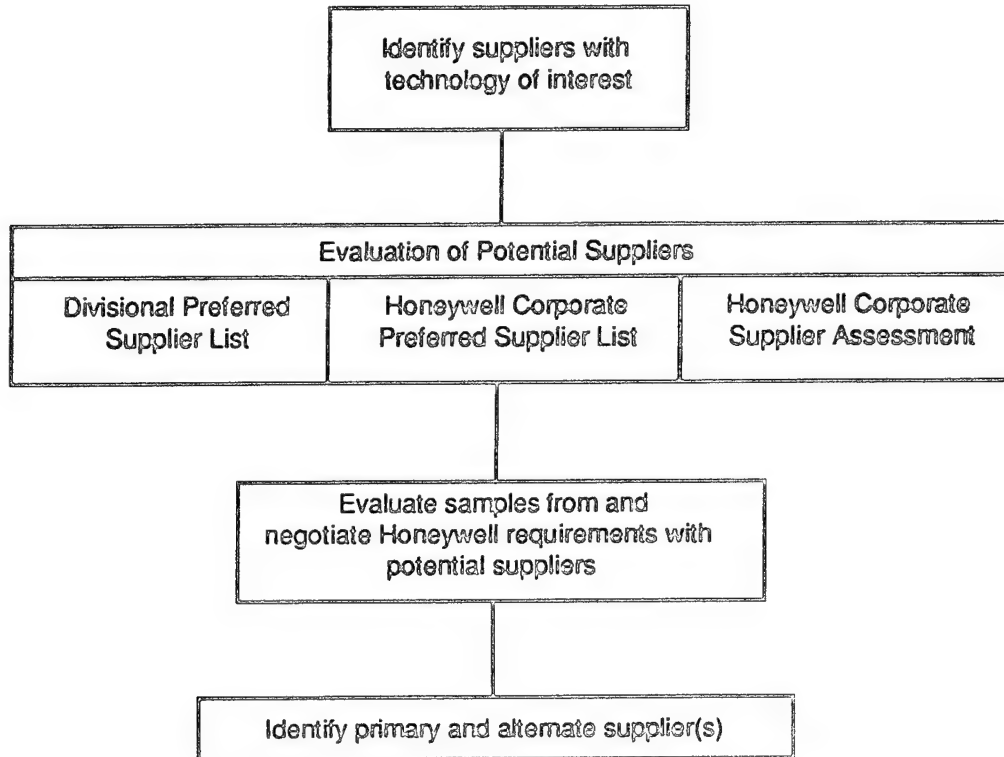 Identify suppliers with
technology of interest
Evaluation of Potential Suppliers
Divisional Preferred
Supplier List
Honeywell Corporate
Preferred Supplier List
Honeywell Corporate
Supplier Assessment
Evaluate samples from and
negotiate Honeywell requirements with
potential suppliers
Identify primary and alternate supplier(s)